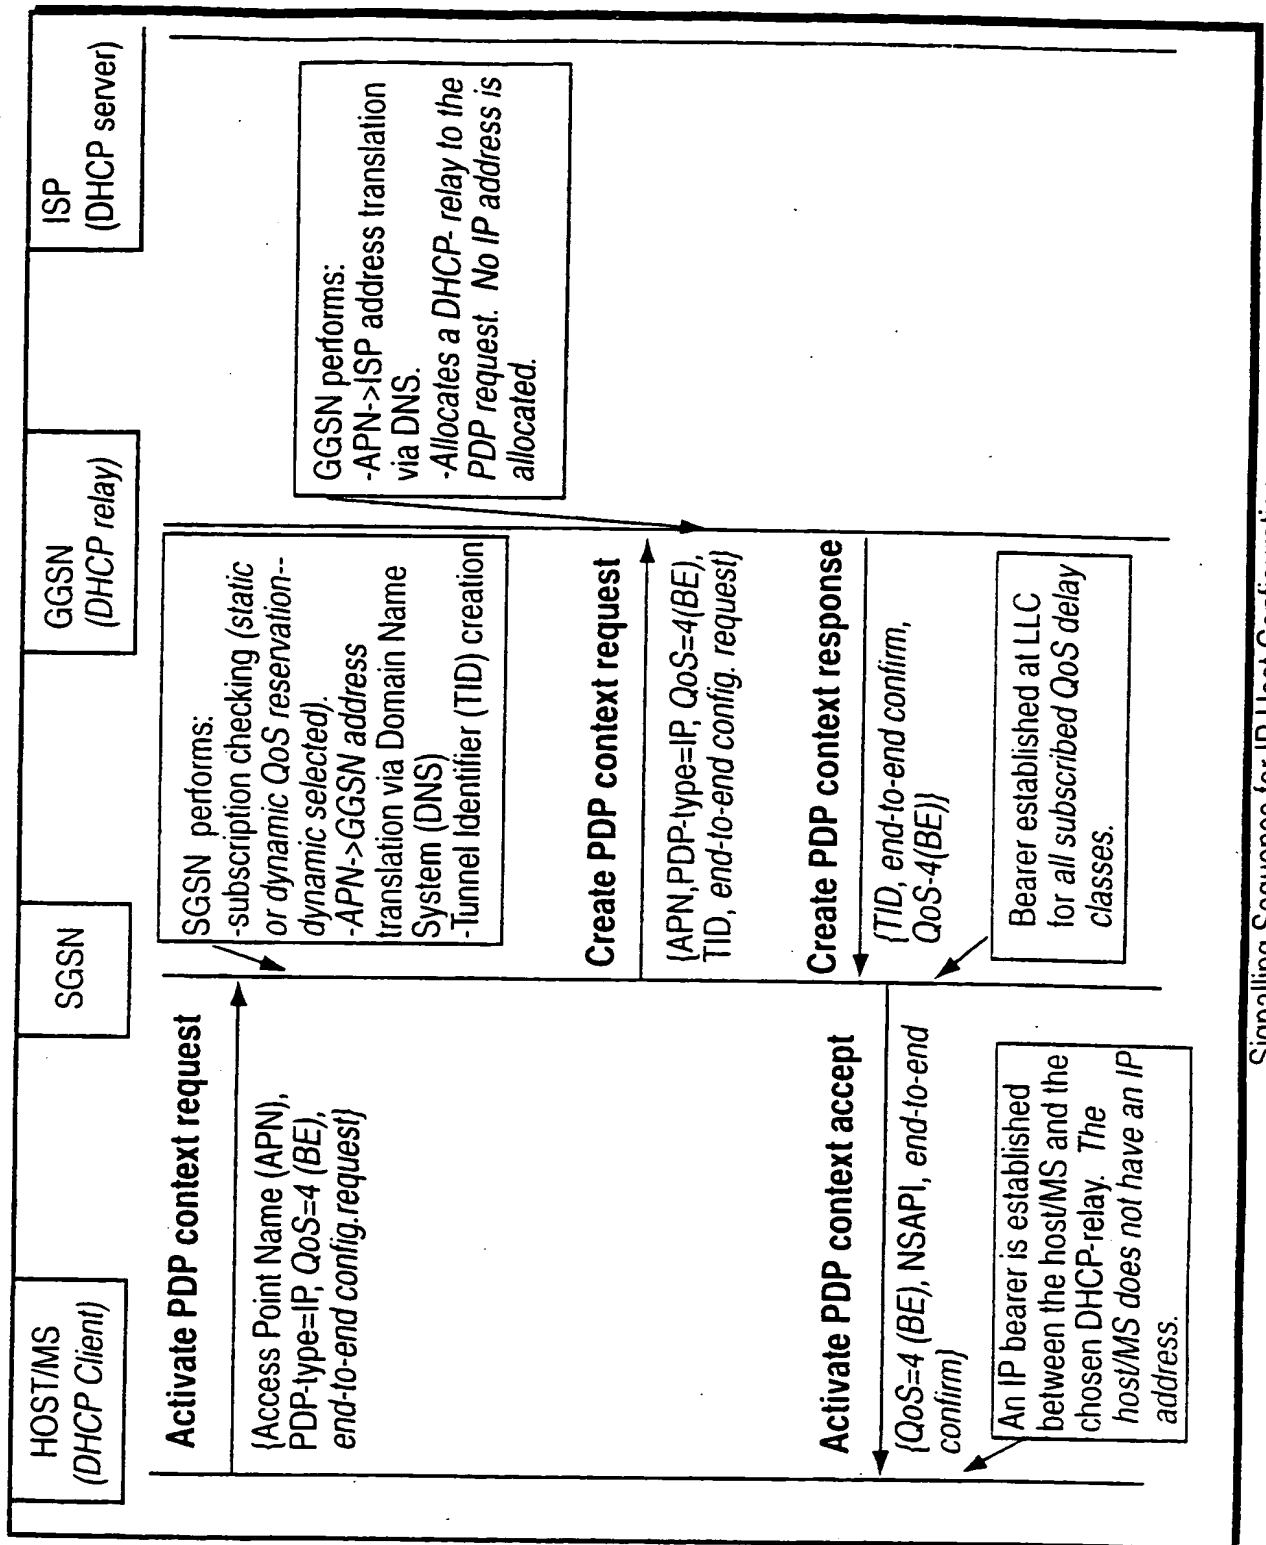 HOST/MS
(DHCP Client)
SGSN
GGSN
(DHCP relay)
ISP
(DHCP server)
Activate PDP context request
{Access Point Name (APN),
PDP-type=IP, QoS=4 (BE),
end-to-end config.request}
SGSN performs:
-subscription checking (static
or dynamic QoS reservation--
dynamic selected).
-APN->GGSN address
translation via Domain Name
System (DNS)
-Tunnel Identifier (TID) creation
Create PDP context request
{APN,PDP-type=IP, QoS=4(BE),
TID, end-to-end config. request}
GGSN performs:
-APN->ISP address translation
via DNS.
-Allocates a DHCP- relay to the
PDP request. No IP address is
allocated.
Create PDP context response
{TID, end-to-end confirm,
QoS-4(BE)}
Bearer established at LLC
for all subscribed QoS delay
classes.
Activate PDP context accept
{QoS=4 (BE), NSAPI, end-to-end
confirm}
An IP bearer is established
between the host/MS and the
chosen DHCP-relay. The
host/MS does not have an IP
address.
Signalling Sequence for IP Host Configuration